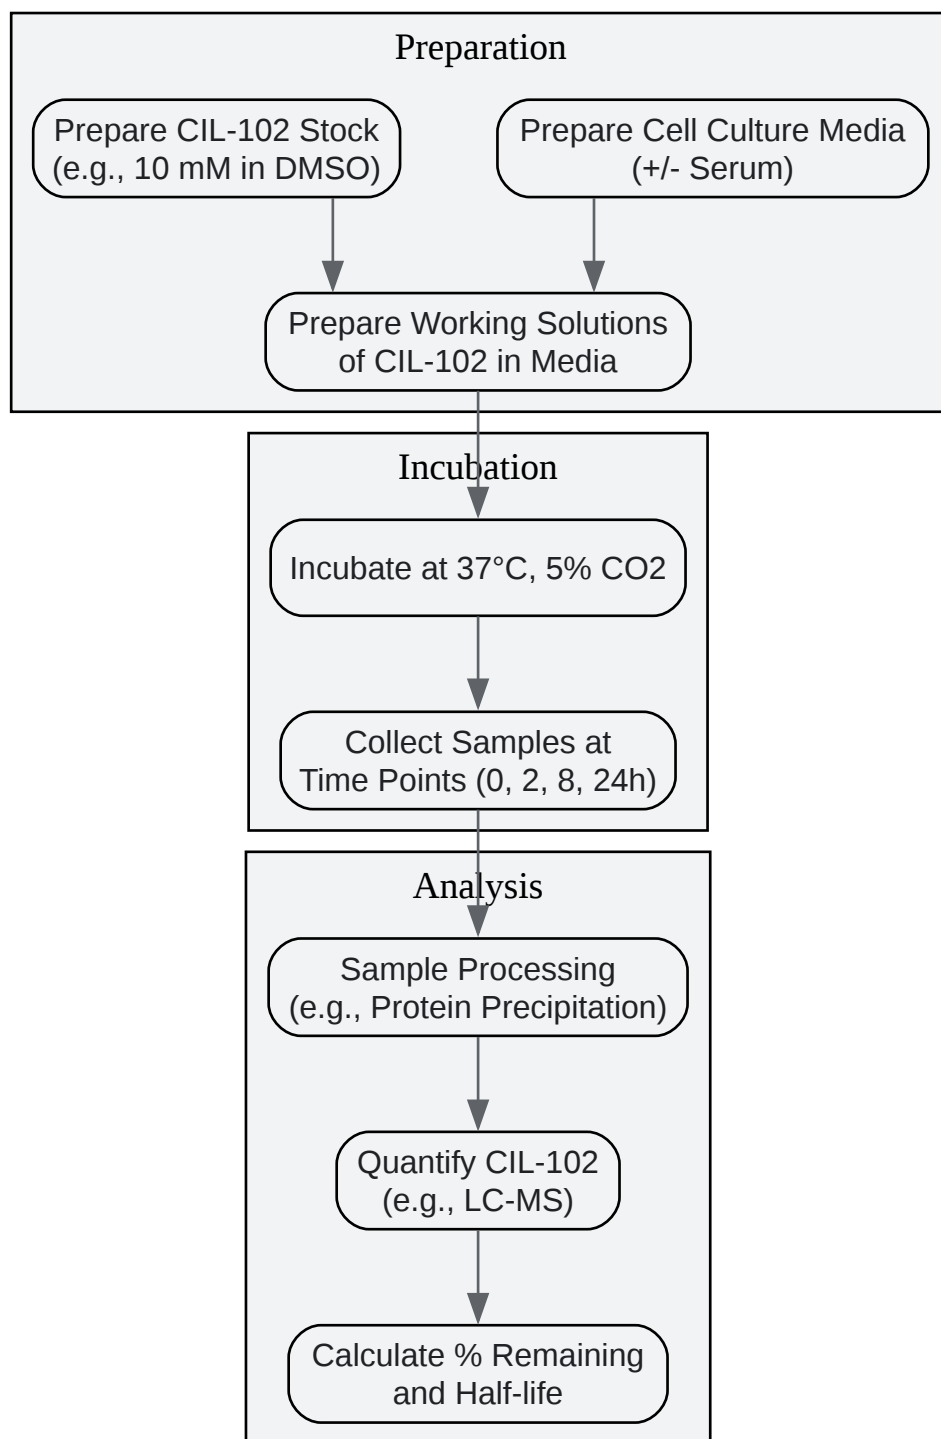 Preparation
Prepare CIL-102 Stock
(e.g., 10 mM in DMSO)
Prepare Cell Culture Media
(+/- Serum)
Prepare Working Solutions
of CIL-102 in Media
Incubation
Incubate at 37°C, 5% CO2
Collect Samples at
Time Points (0, 2, 8, 24h)
Analysis
Sample Processing
(e.g., Protein Precipitation)
Quantify CIL-102
(e.g., LC-MS)
Calculate % Remaining
and Half-life